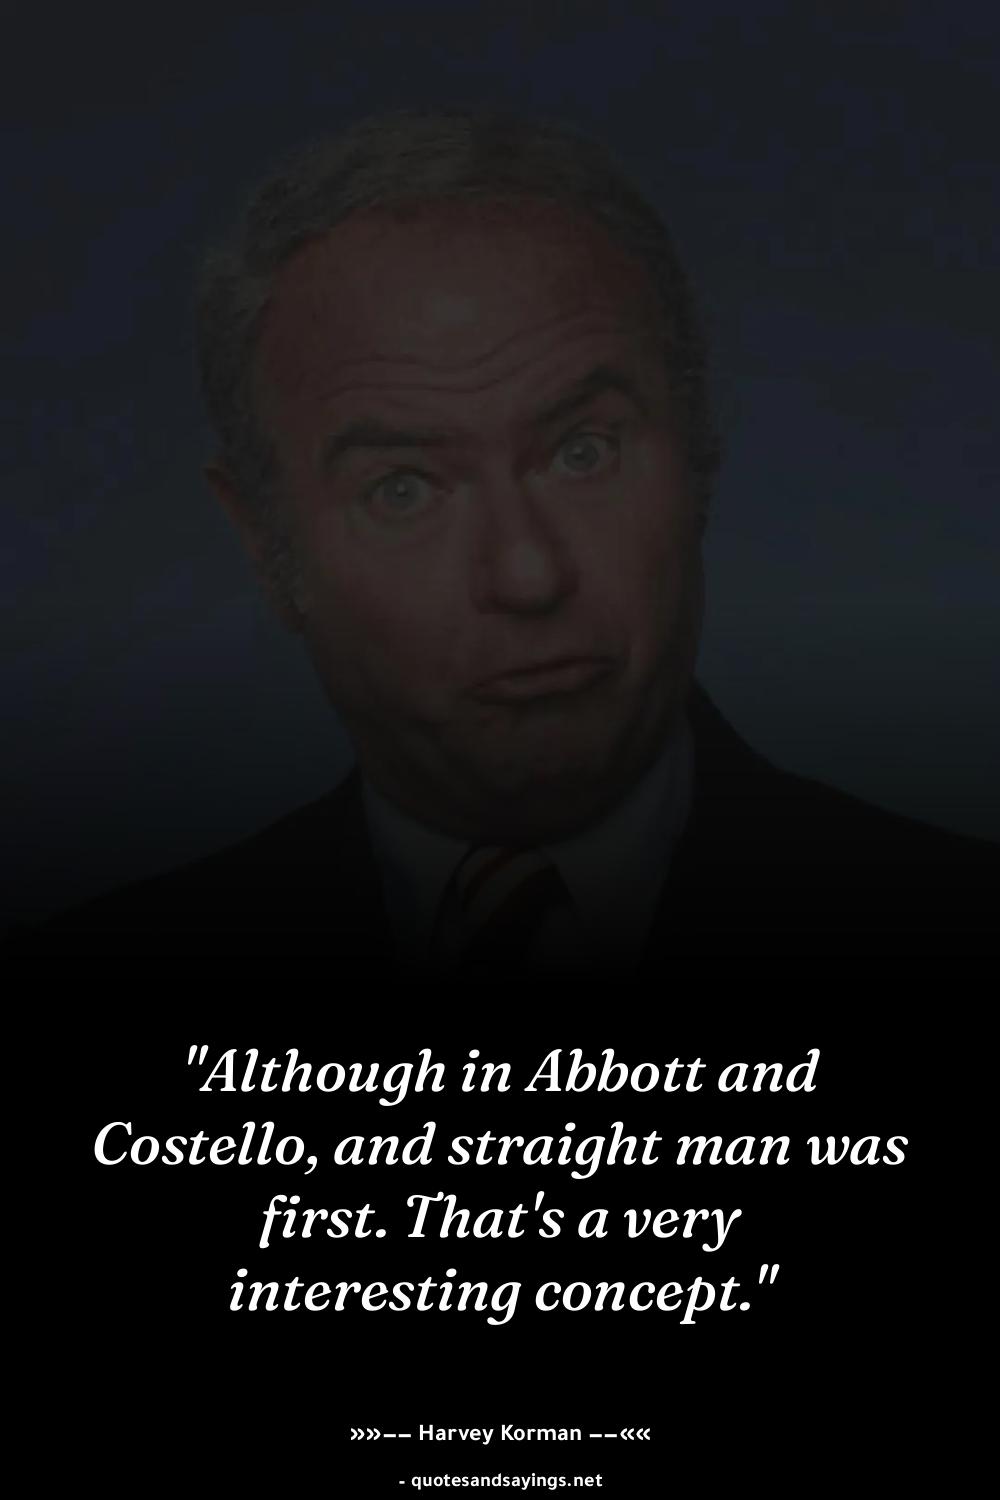 "Although in Abbott and
Costello, and straight man was
first. That's a very
interesting concept."
»»−− Harvey Korman −−««
- quotesandsayings.net